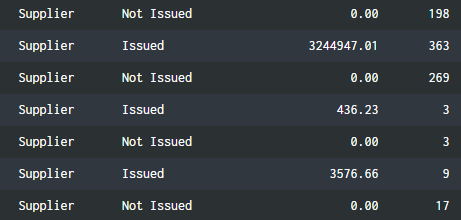 Supplier Not Issued 0.00 198
Supplier Issued 3244947.01 363
Supplier Not Issued 0.00 269
Supplier Issued 436.23 3
Supplier Not Issued 0.00 3
Supplier Issued 3576.66 9
Supplier Not Issued 0.00 17